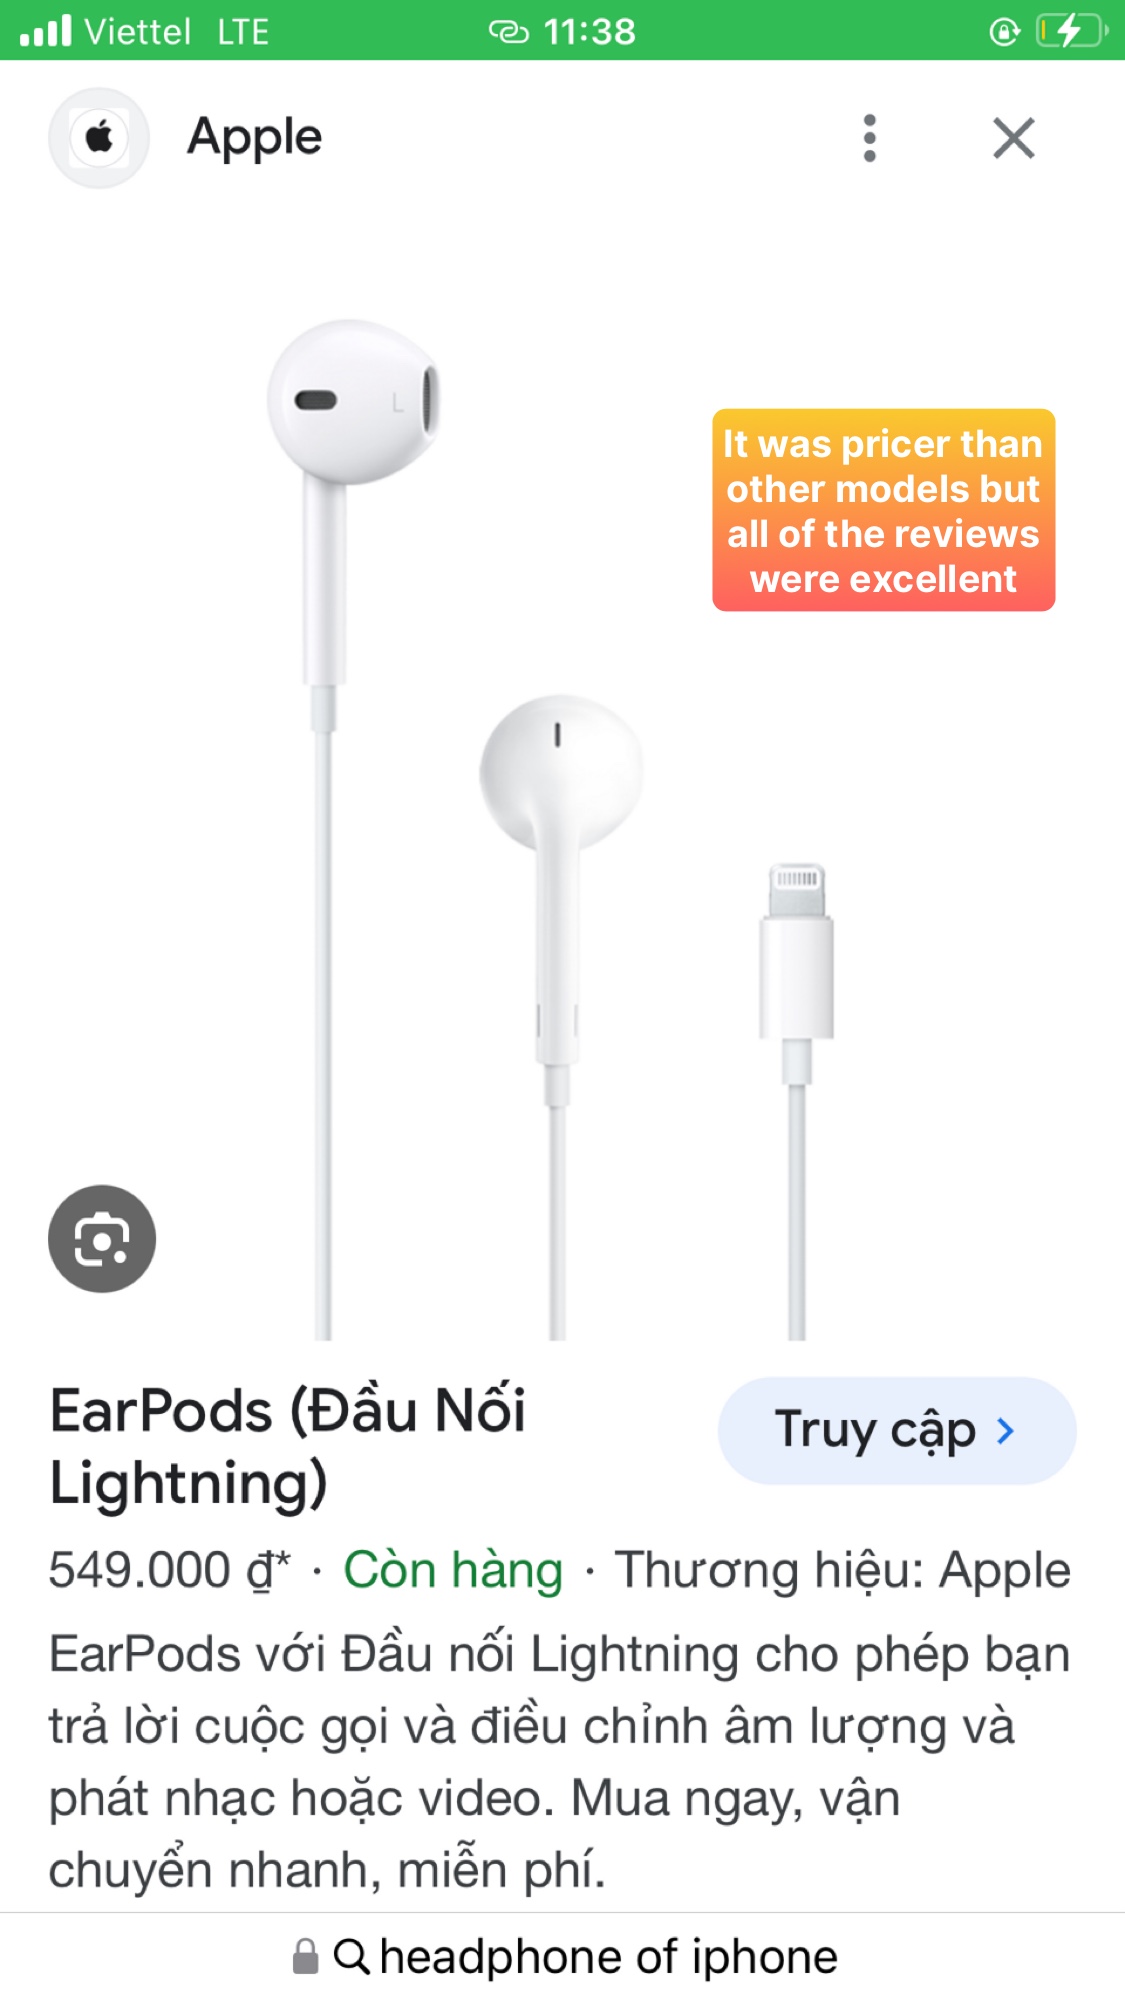 Viettel LTE 11:38
Apple
L
It was pricer than
other models but
all of the reviews
were excellent
EarPods (Đầu Nối
Lightning)
Truy cập
549.000 ₫* · Còn hàng · Thương hiệu: Apple
EarPods với Đầu nối Lightning cho phép bạn
trả lời cuộc gọi và điều chỉnh âm lượng và
phát nhạc hoặc video. Mua ngay, vận
chuyển nhanh, miễn phí.
headphone of iphone